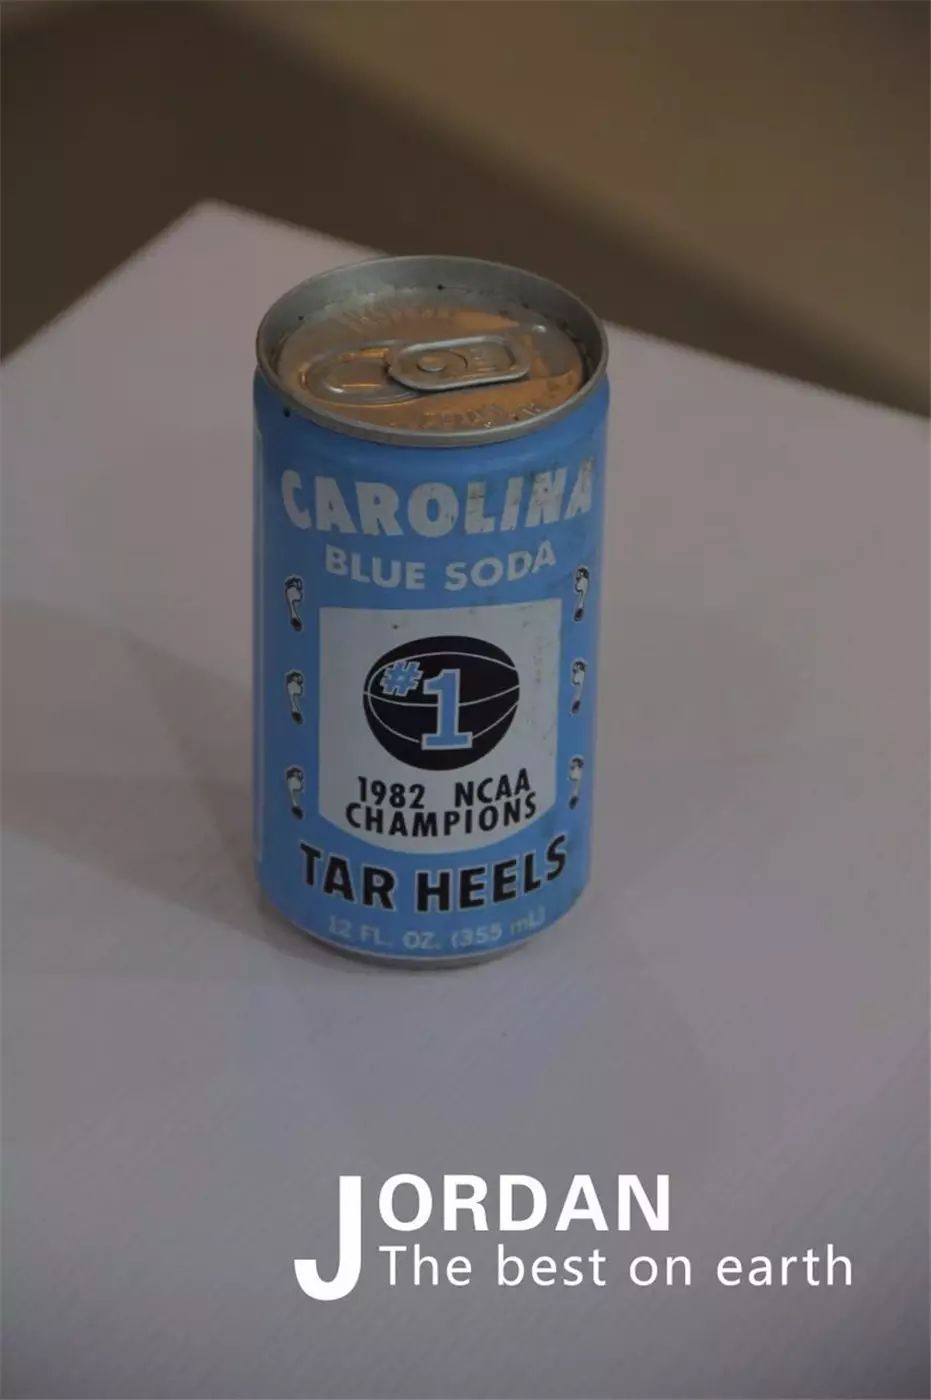 CAROLINA
BLUE SODA
#1
1982 NCAA
CHAMPIONS
TAR HEELS
12 FL. OZ. (355 mL)
JORDAN
The best on earth